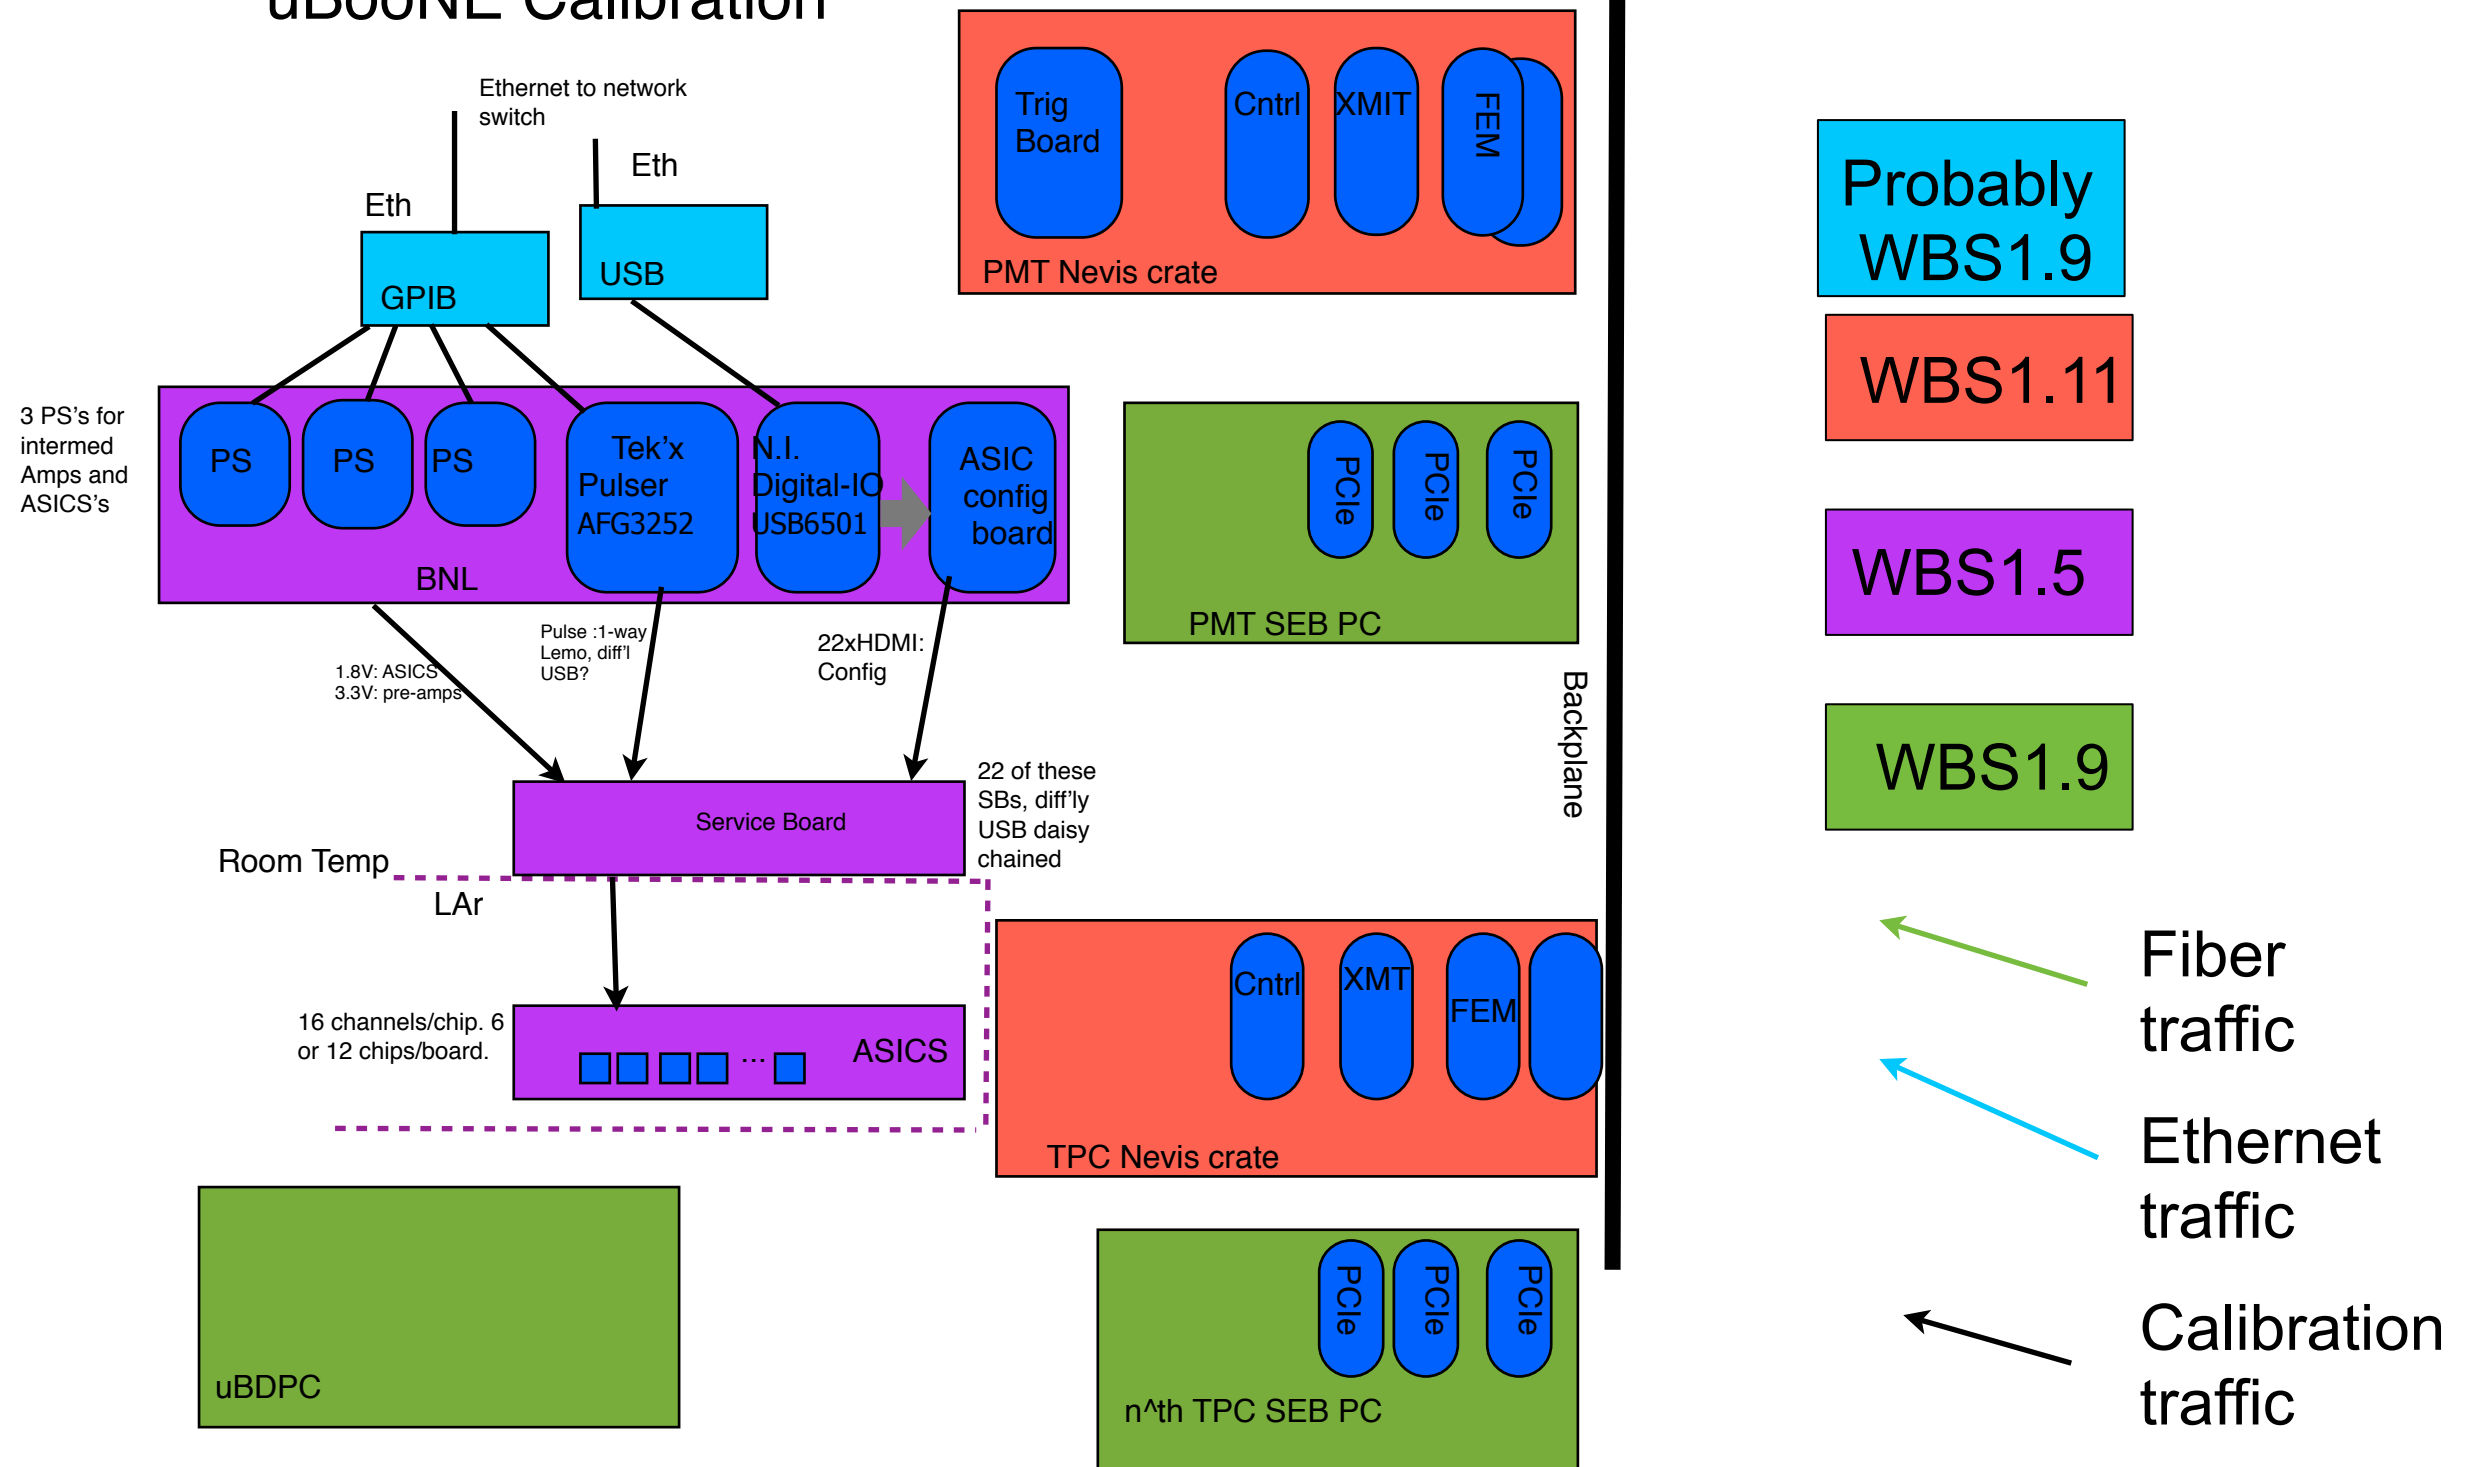 uBooNE Calibration
Ethernet to network
switch
Eth
Eth
GPIB
USB
Trig
Board
Cntrl
XMIT
FEM
PMT Nevis crate
Probably
WBS1.9
WBS1.11
WBS1.5
WBS1.9
3 PS's for
intermed
Amps and
ASICS's
PS
PS
PS
Tek'x
Pulser
AFG3252
N.I.
Digital-IO
USB6501
ASIC
config
board
BNL
PCIe
PCIe
PCIe
PMT SEB PC
1.8V: ASICS
3.3V: pre-amps
Pulse :1-way
Lemo, diff'l
USB?
22xHDMI:
Config
Backplane
Service Board
22 of these
SBs, diff'ly
USB daisy
chained
Room Temp
LAr
16 channels/chip. 6
or 12 chips/board.
...
ASICS
Cntrl
XMT
FEM
TPC Nevis crate
uBDPC
PCIe
PCIe
PCIe
n^th TPC SEB PC
Fiber
traffic
Ethernet
traffic
Calibration
traffic